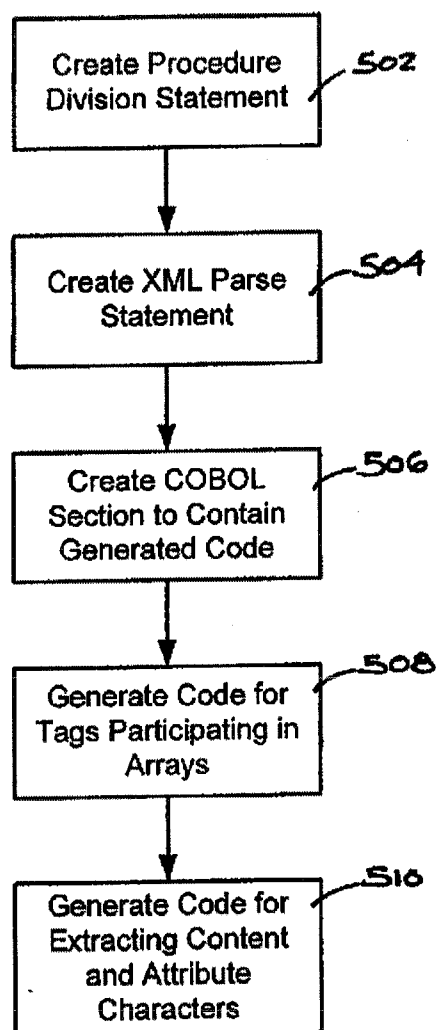 Create Procedure
Division Statement
502
Create XML Parse
Statement
504
Create COBOL
Section to Contain
Generated Code
506
Generate Code for
Tags Participating in
Arrays
508
Generate Code for
Extracting Content
and Attribute
Characters
510